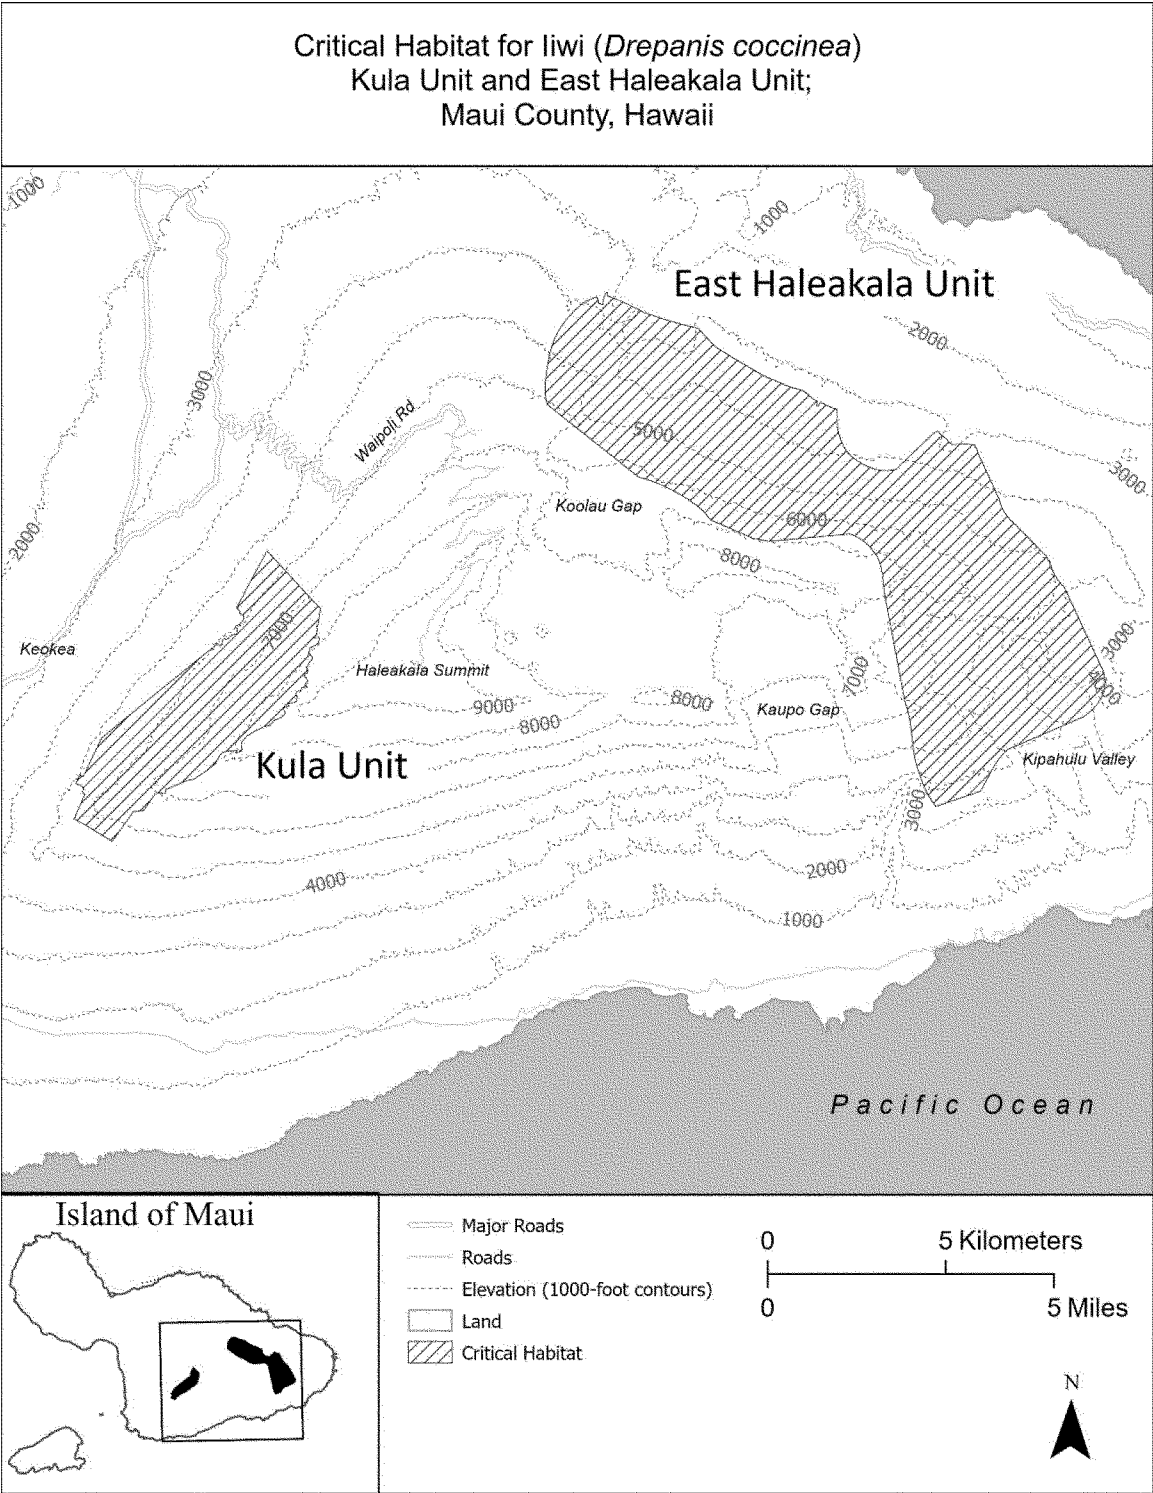 Critical Habitat for Iiwi (Drepanis coccinea)
Kula Unit and East Haleakala Unit;
Maui County, Hawaii
1000
1000
East Haleakala Unit
2000
3000
Waipoli Rd
5000
3000
Koolau Gap
6000
2000
8000
7000
Keokea
3000
Haleakala Summit
7000
4000
8000
9000
Kaupo Gap
8000
Kula Unit
Kipahulu Valley
3000
2000
4000
1000
Pacific Ocean
Island of Maui
Major Roads
Roads
Elevation (1000-foot contours)
Land
Critical Habitat
0 5 Kilometers
0 5 Miles
N